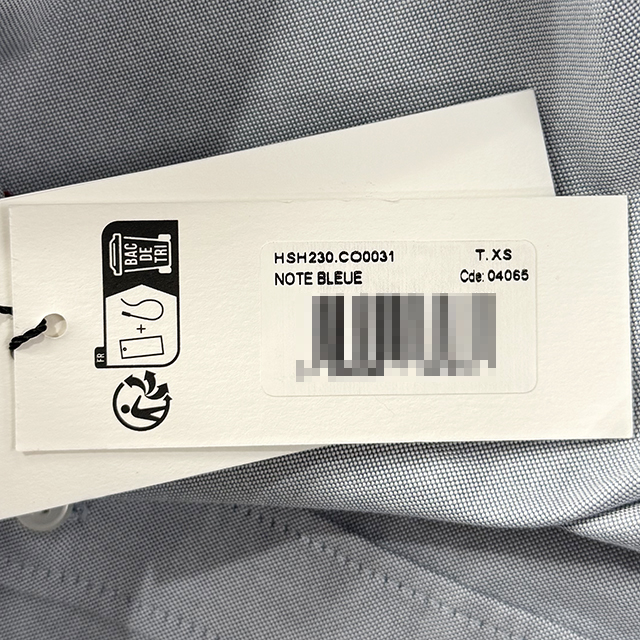 HSH230.CO0031 T. XS
NOTE BLEUE Cde: 04065
BAC
DE
TRI
FR